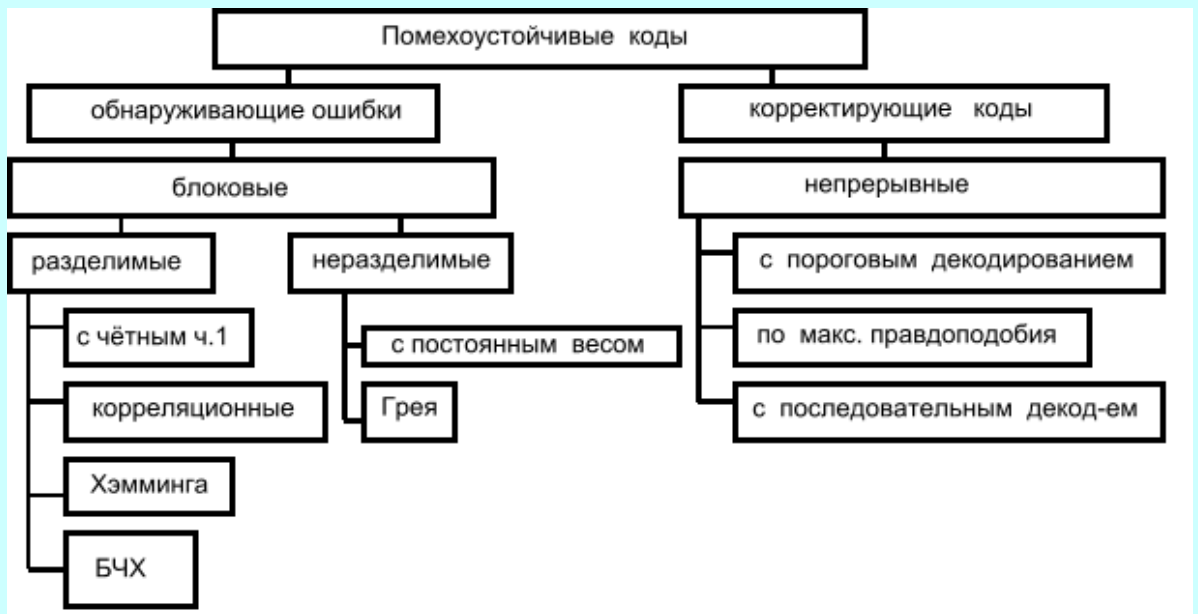 Помехоустойчивые коды
обнаруживающие ошибки
корректирующие коды
блоковые
непрерывные
разделимые
неразделимые
с пороговым декодированием
с чётным ч.1
с постоянным весом
по макс. правдоподобия
корреляционные
Грея
с последовательным декод-ем
Хэмминга
БЧХ